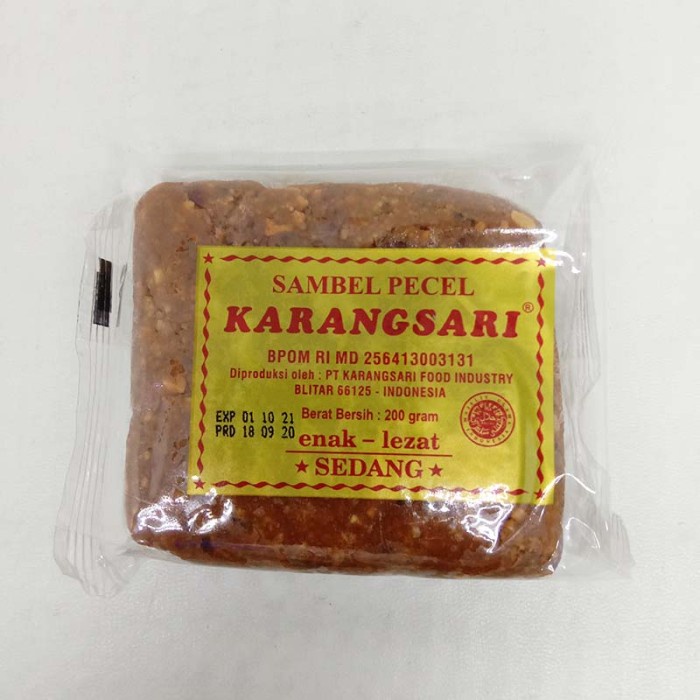 SAMBEL PECEL
KARANGSARI®
BPOM RI MD 256413003131
Diproduksi oleh : PT KARANGSARI FOOD INDUSTRY
BLITAR 66125 - INDONESIA
Berat Bersih : 200 gram
EXP 01 10 21
PRD 18 09 20
enak – lezat
★ SEDANG ★